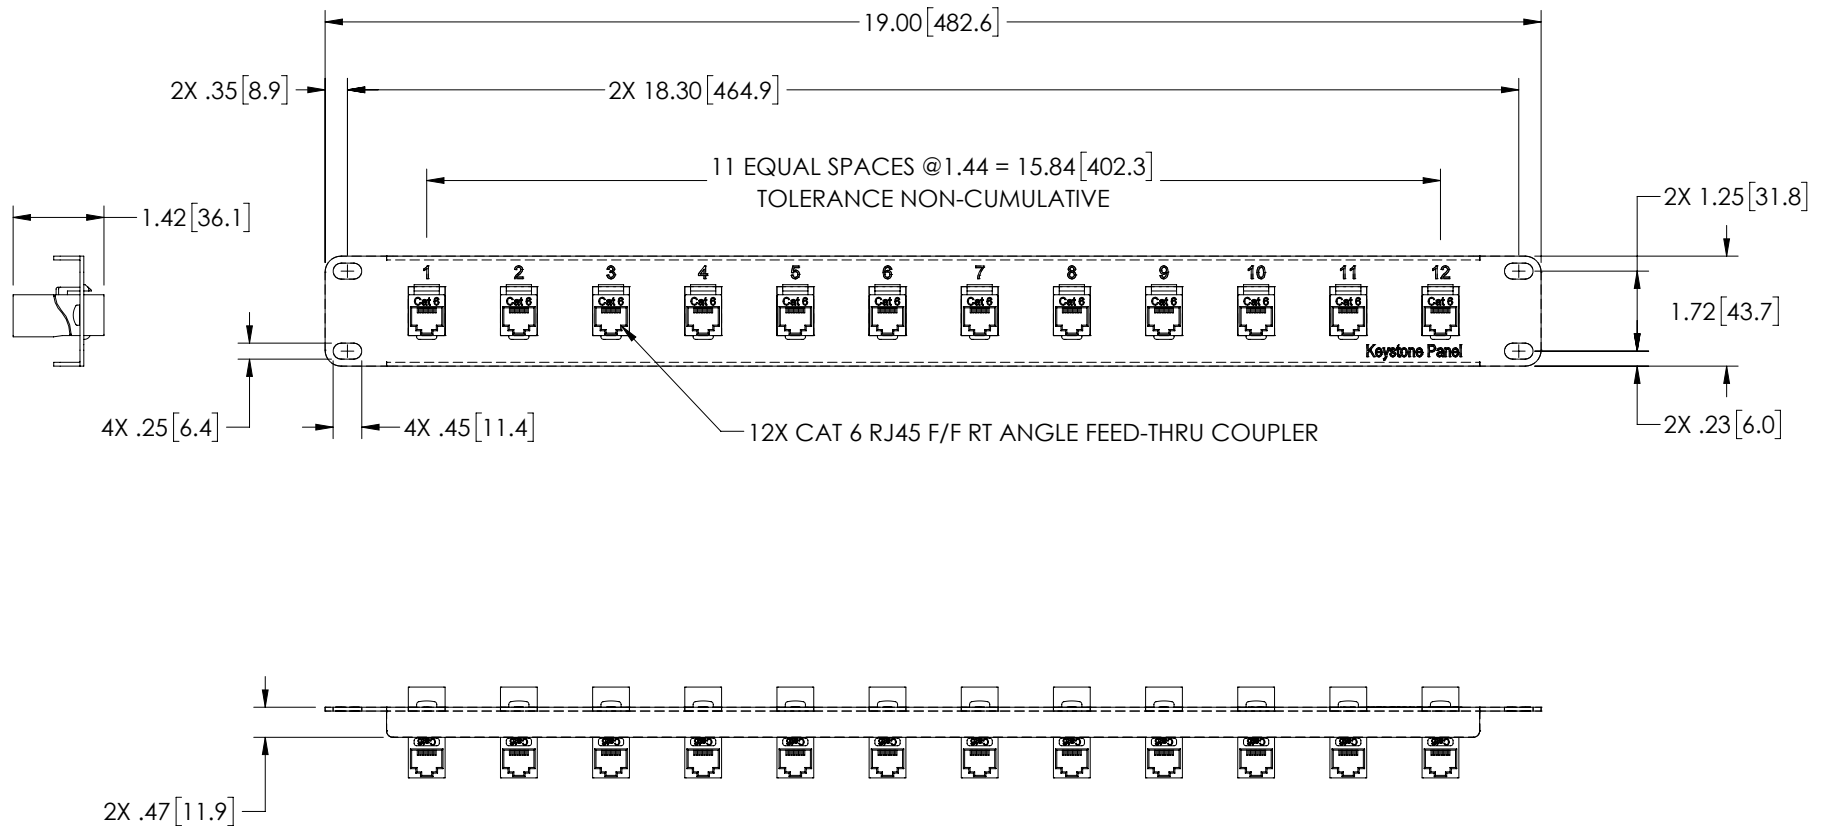 19.00[482.6]
2X .35[8.9]
2X 18.30[464.9]
11 EQUAL SPACES @1.44 = 15.84[402.3]
TOLERANCE NON-CUMULATIVE
1.42[36.1]
2X 1.25[31.8]
1 2 3 4 5 6 7 8 9 10 11 12
Cat 6 Cat 6 Cat 6 Cat 6 Cat 6 Cat 6 Cat 6 Cat 6 Cat 6 Cat 6 Cat 6 Cat 6
1.72[43.7]
Keystone Panel
4X .25[6.4]
4X .45[11.4]
12X CAT 6 RJ45 F/F RT ANGLE FEED-THRU COUPLER
2X .23[6.0]
2X .47[11.9]